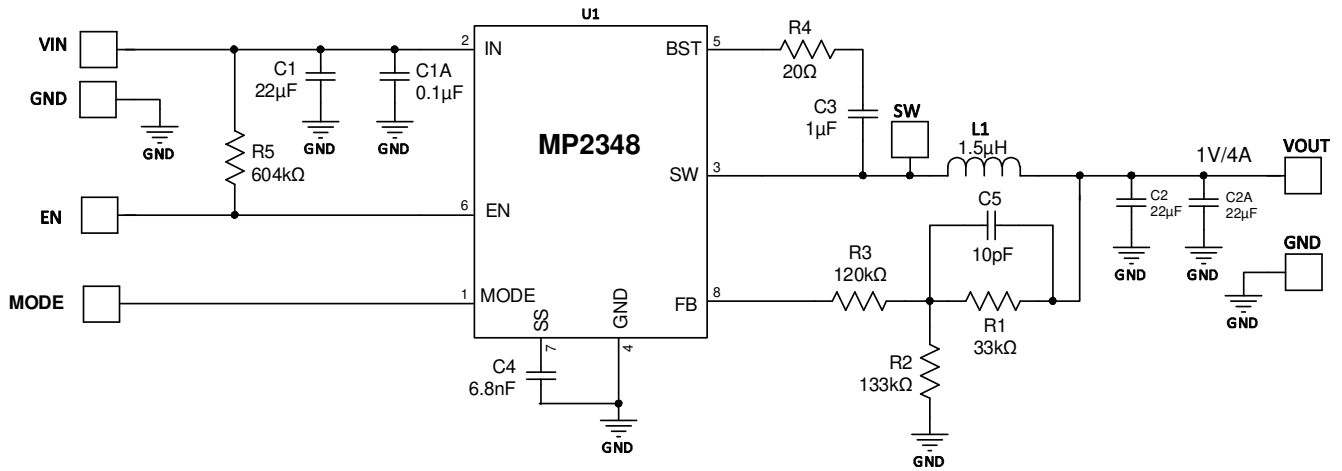 U1
VIN
2
IN
BST
5
R4
20Ω
C1
22µF
C1A
0.1µF
GND
GND
GND
GND
C3
1µF
SW
L1
1.5µH
MP2348
R5
604kΩ
SW
3
1V/4A
VOUT
C2
22µF
C2A
22µF
EN
6
EN
C5
10pF
GND
GND
GND
R3
120kΩ
MODE
1
MODE
FB
8
R1
33kΩ
GND
SS
GND
7
4
C4
6.8nF
R2
133kΩ
GND
GND